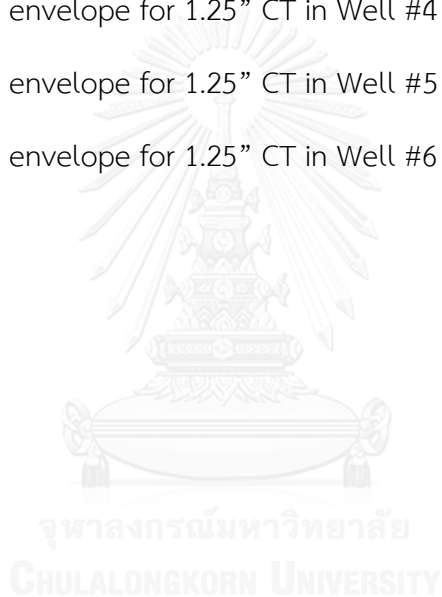 envelope for 1.25” CT in Well #4
envelope for 1.25” CT in Well #5
envelope for 1.25” CT in Well #6
จุฬาลงกรณ์มหาวิทยาลัย
CHULALONGKORN UNIVERSITY